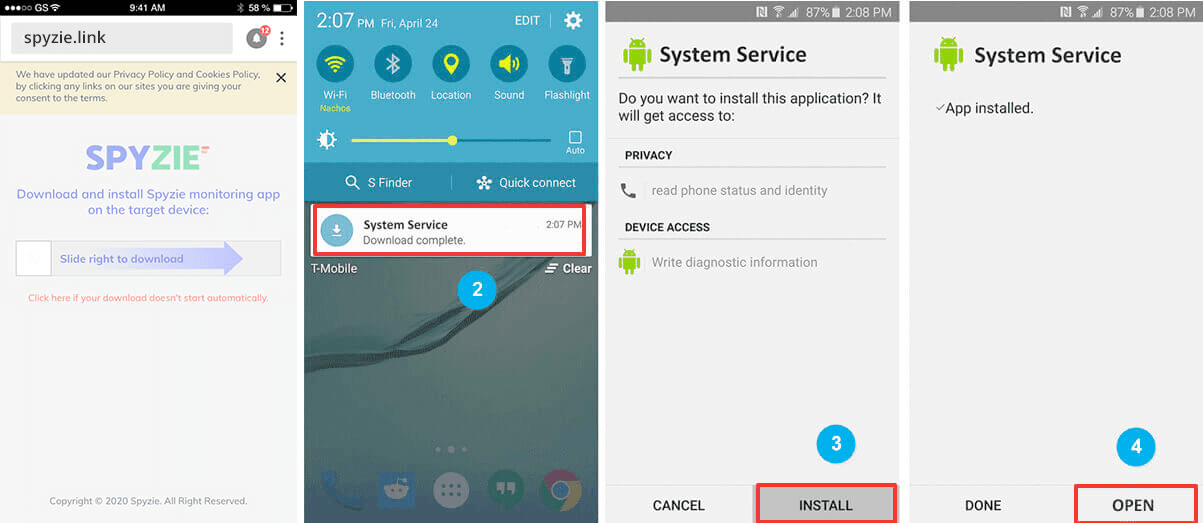 GS
9:41 AM
58 %
spyzie.link
12
We have updated our Privacy Policy and Cookies Policy,
by clicking any links on our sites you are giving your
consent to the terms.
SPYZIE
Download and install Spyzie monitoring app
on the target device:
Slide right to download
Click here if your download doesn't start automatically.
Copyright © 2020 Spyzie. All Right Reserved.
2:07 PM Fri, April 24
EDIT
Wi-Fi
Nachos
Bluetooth
Location
Sound
Flashlight
Auto
S Finder
Quick connect
System Service
2:07 PM
Download complete.
T-Mobile
Clear
2
87% 2:08 PM
System Service
Do you want to install this application? It
will get access to:
PRIVACY
read phone status and identity
DEVICE ACCESS
Write diagnostic information
3
CANCEL
INSTALL
87% 2:08 PM
System Service
App installed.
4
DONE
OPEN